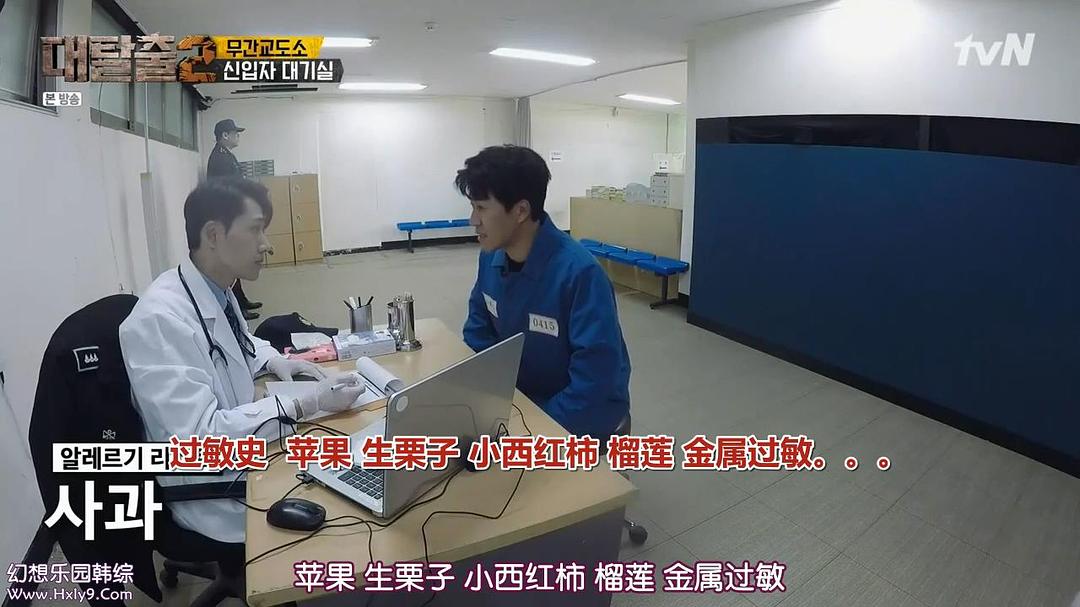 대탈출2
무간교도소
신입자 대기실
본 방송
tvN
0415
알레르기 리
过敏史 苹果 生栗子 小西红柿 榴莲 金属过敏。。。
사과
苹果 生栗子 小西红柿 榴莲 金属过敏
幻想乐园韩综
Www.Hxly9.Com